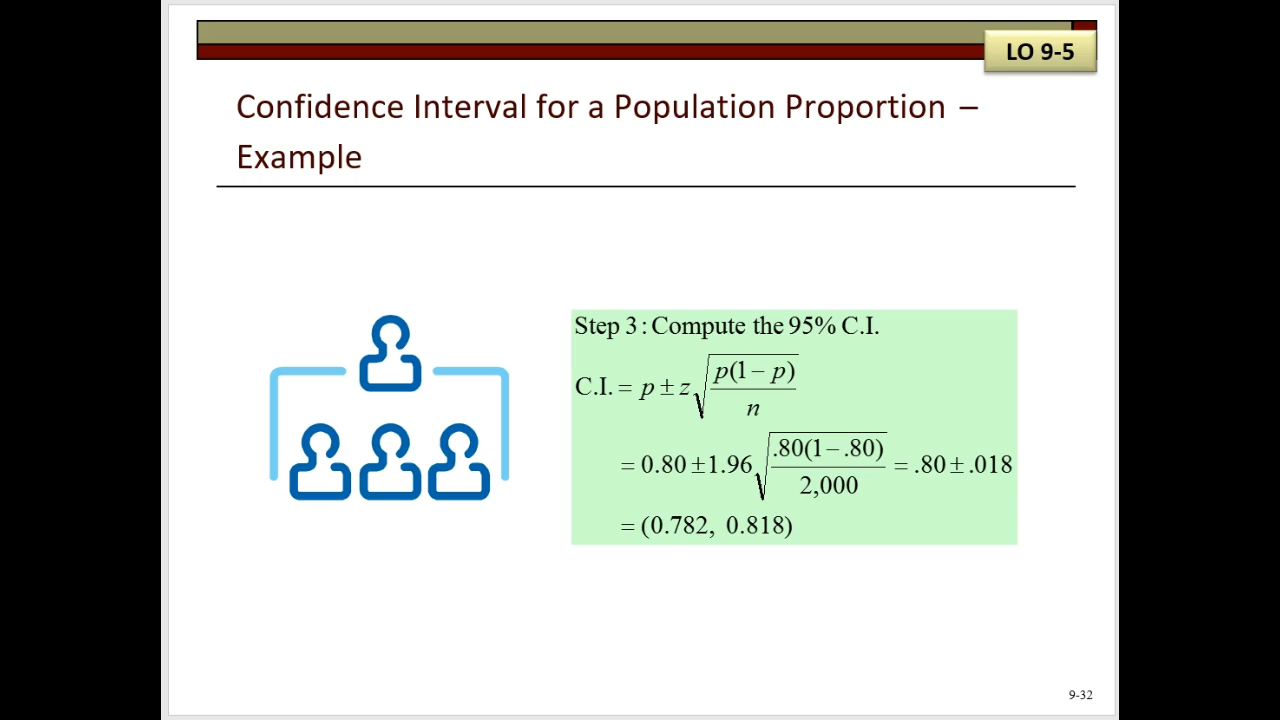 LO 9-5
Confidence Interval for a Population Proportion –
Example
Step 3 : Compute the 95% C.I.
C.I. = p ± z√(p(1 − p) / n)
= 0.80 ± 1.96√(.80(1 − .80) / 2,000) = .80 ± .018
= (0.782, 0.818)
9-32